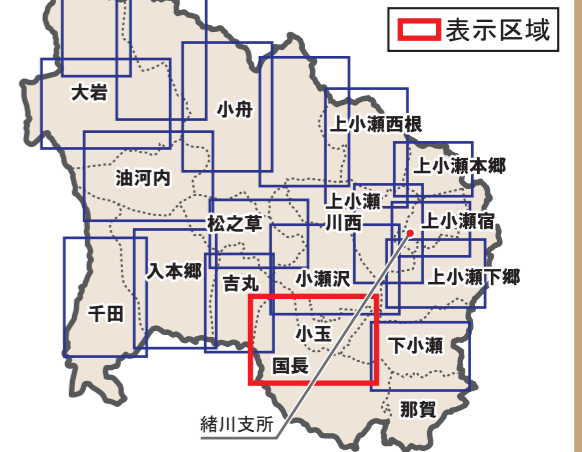 表示区域
大岩
小舟
上小瀬西根
上小瀬本郷
油河内
上小瀬
川西
松之草
上小瀬宿
入本郷
吉丸
小瀬沢
上小瀬下郷
千田
小玉
下小瀬
国長
那賀
緒川支所